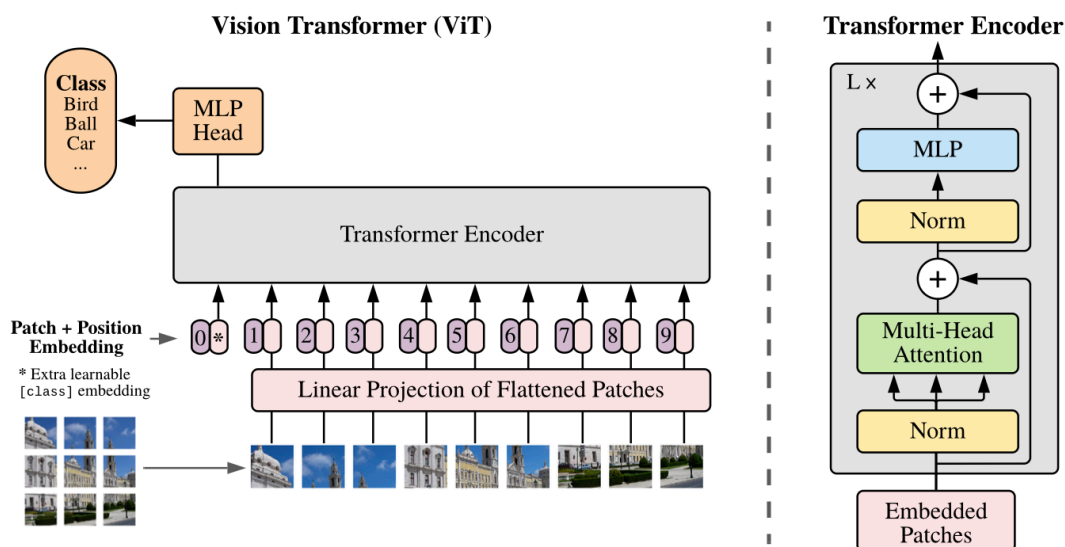 Vision Transformer (ViT)
Class
Bird
Ball
Car
...
MLP
Head
Transformer Encoder
Patch + Position
Embedding
0 * 1 2 3 4 5 6 7 8 9
* Extra learnable
[class] embedding
Linear Projection of Flattened Patches
Transformer Encoder
L ×
+
MLP
Norm
+
Multi-Head
Attention
Norm
Embedded
Patches